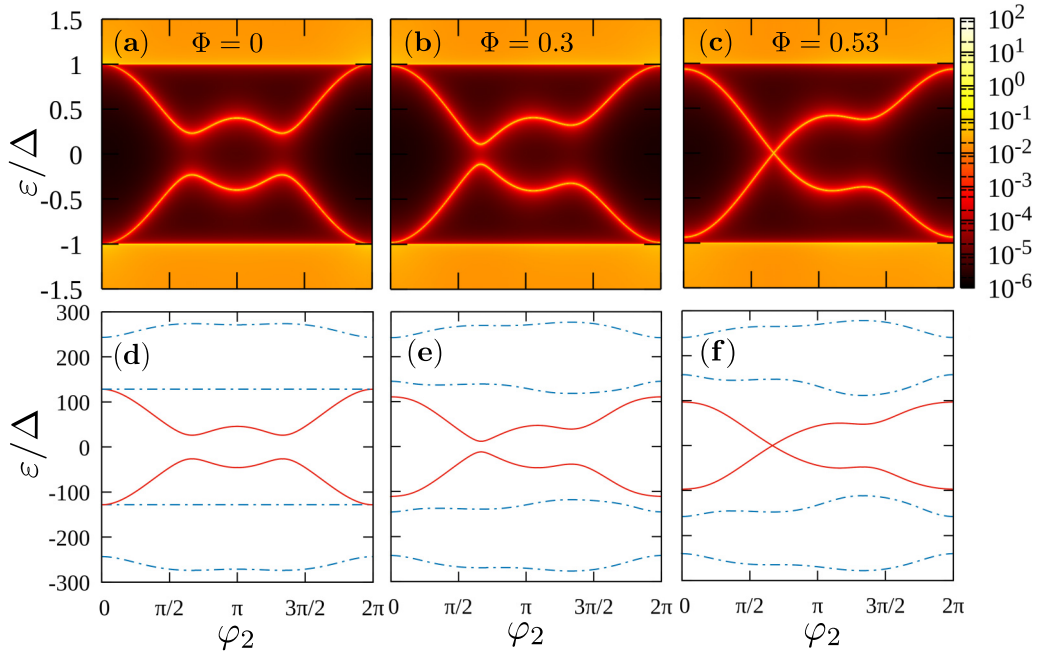 (a) Φ = 0
(b) Φ = 0.3
(c) Φ = 0.53
1.5
1
0.5
0
-0.5
-1
-1.5
ε/Δ
10^2
10^1
10^0
10^-1
10^-2
10^-3
10^-4
10^-5
10^-6
(d)
(e)
(f)
300
200
100
0
-100
-200
-300
ε/Δ
0 π/2 π 3π/2 2π
0 π/2 π 3π/2 2π
0 π/2 π 3π/2 2π
φ₂
φ₂
φ₂